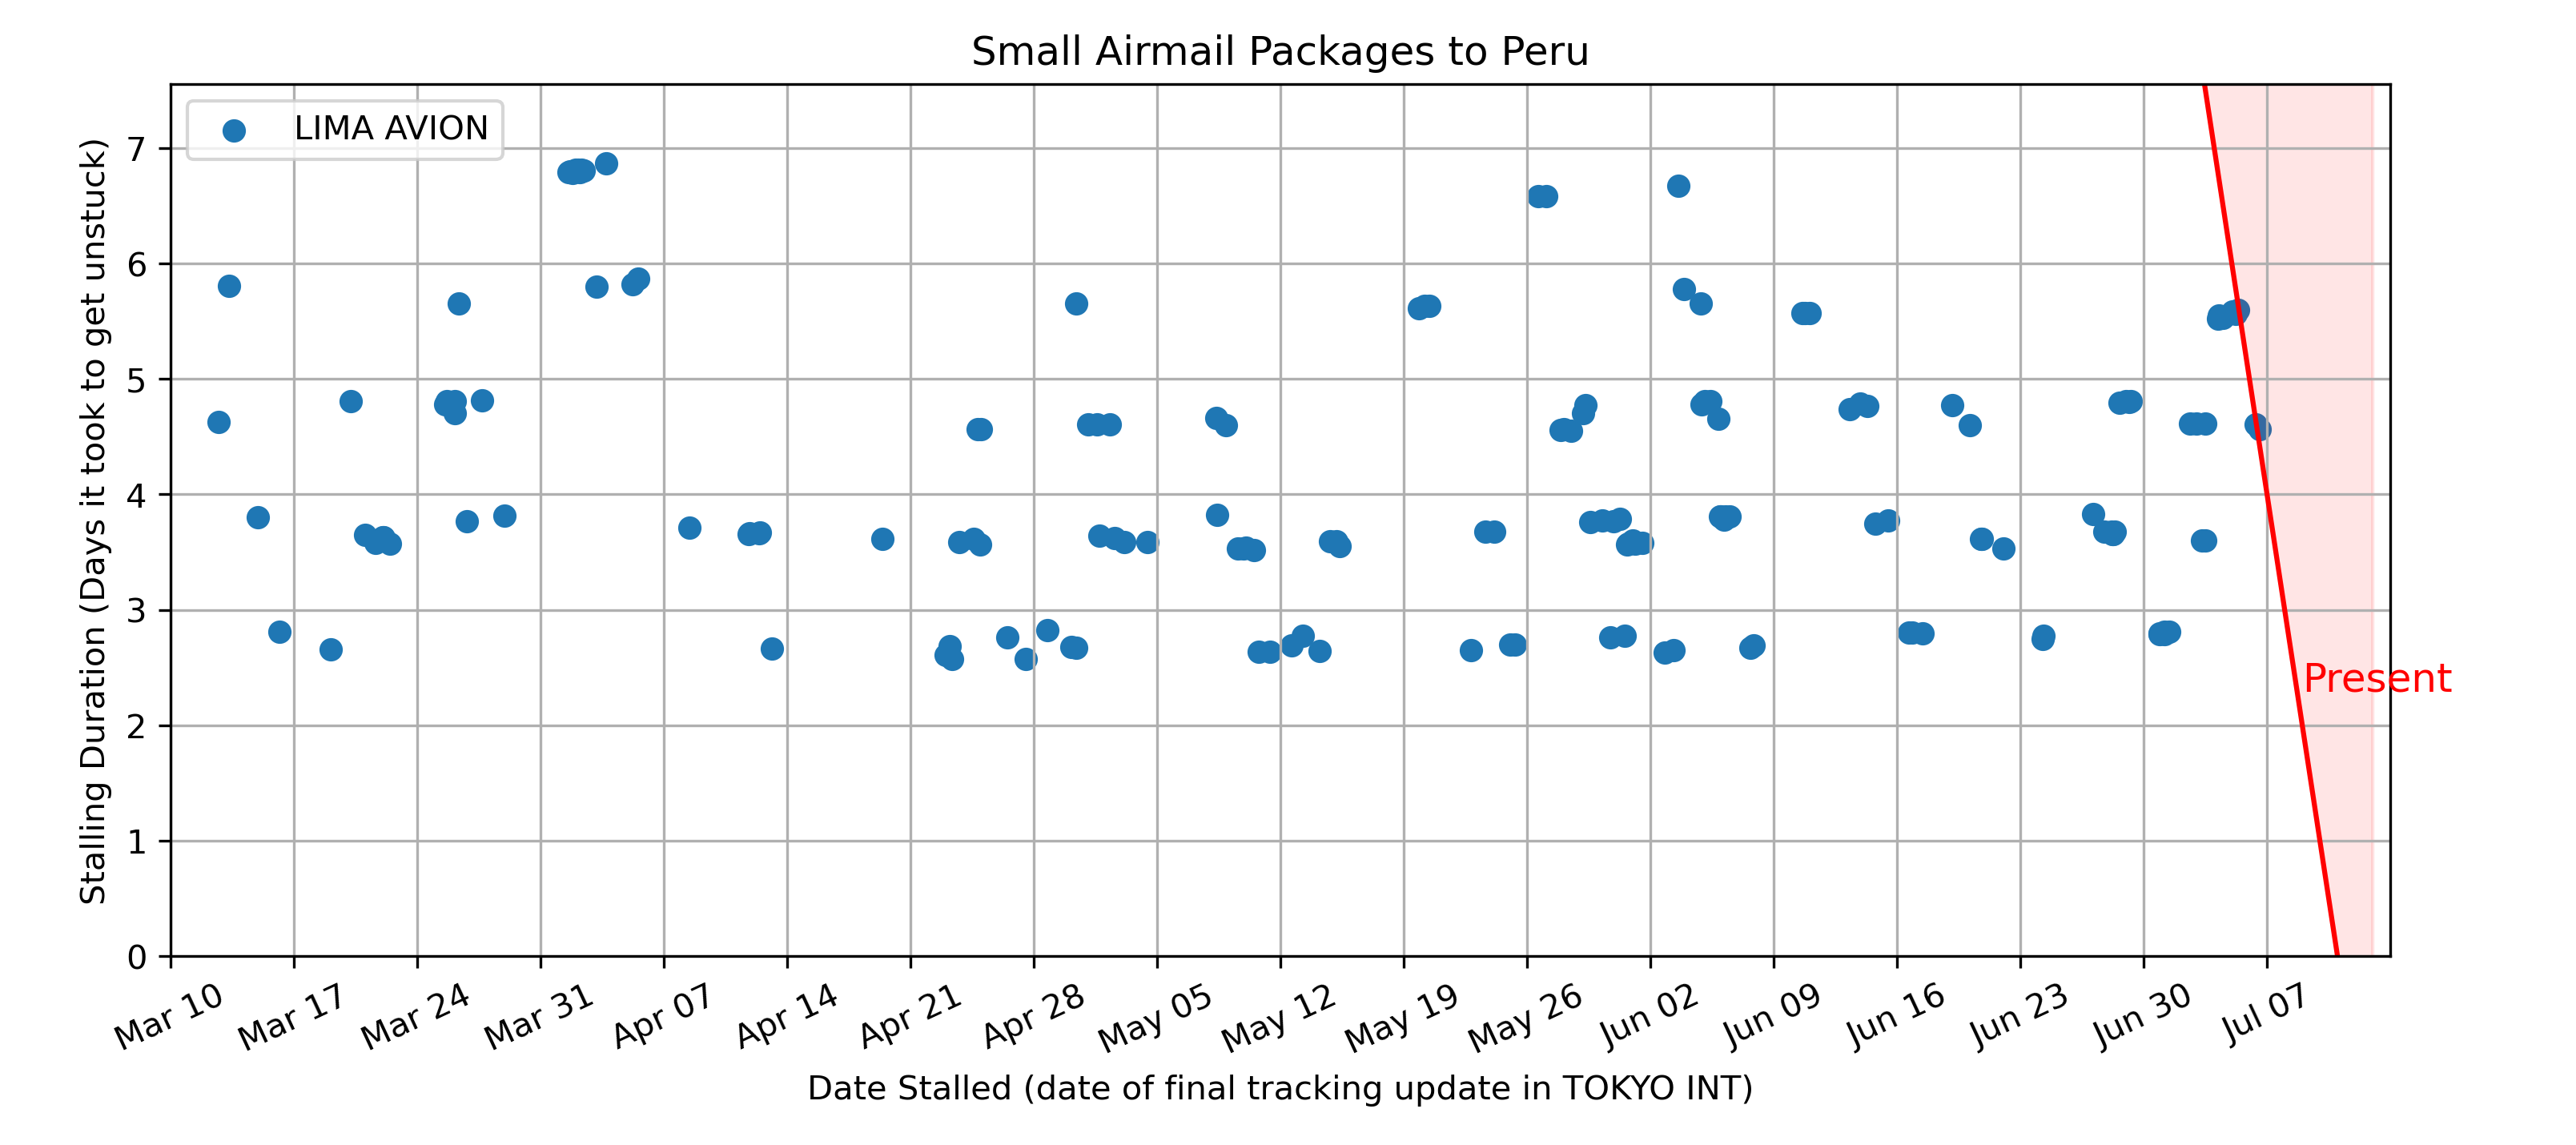 Small Airmail Packages to Peru
LIMA AVION
Stalling Duration (Days it took to get unstuck)
7
6
5
4
3
2
1
0
Present
Mar 10
Mar 17
Mar 24
Mar 31
Apr 07
Apr 14
Apr 21
Apr 28
May 05
May 12
May 19
May 26
Jun 02
Jun 09
Jun 16
Jun 23
Jun 30
Jul 07
Date Stalled (date of final tracking update in TOKYO INT)